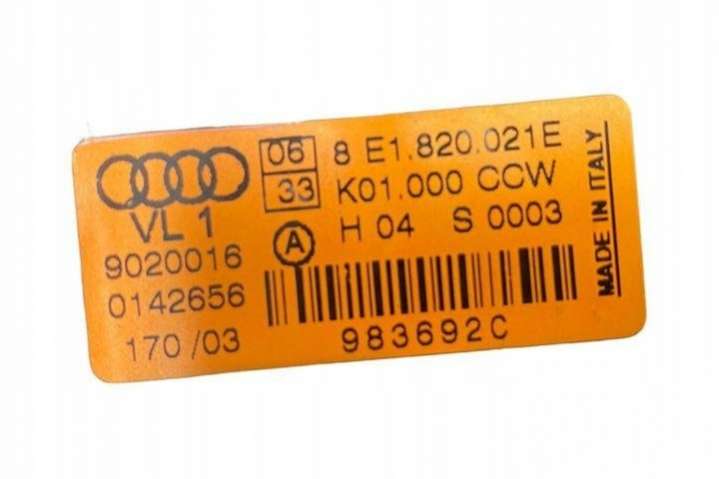 06 8 E1.820.021E
33 K01.000 CCW
VL 1
A H 04 S 0003
9020016
0142656
170 /03
983692C
MADE IN ITALY